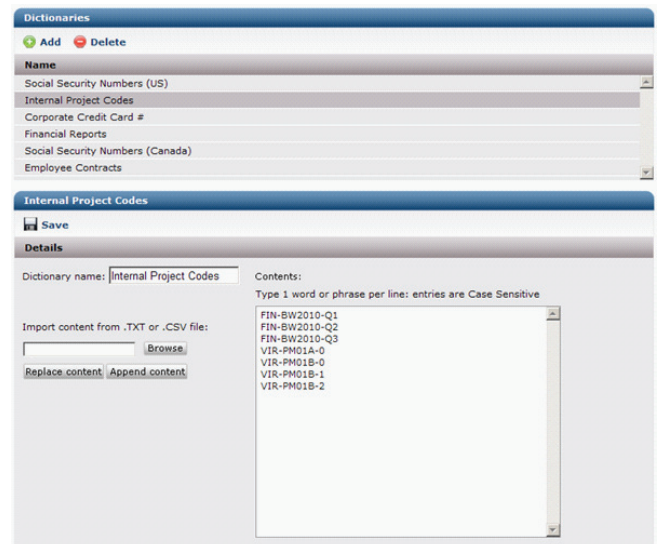 Dictionaries
Add Delete
Name
Social Security Numbers (US)
Internal Project Codes
Corporate Credit Card #
Financial Reports
Social Security Numbers (Canada)
Employee Contracts
Internal Project Codes
Save
Details
Dictionary name: Internal Project Codes
Contents:
Type 1 word or phrase per line: entries are Case Sensitive
Import content from .TXT or .CSV file:
Browse
Replace content Append content
FIN-BW2010-Q1
FIN-BW2010-Q2
FIN-BW2010-Q3
VIR-PM01A-0
VIR-PM01B-0
VIR-PM01B-1
VIR-PM01B-2